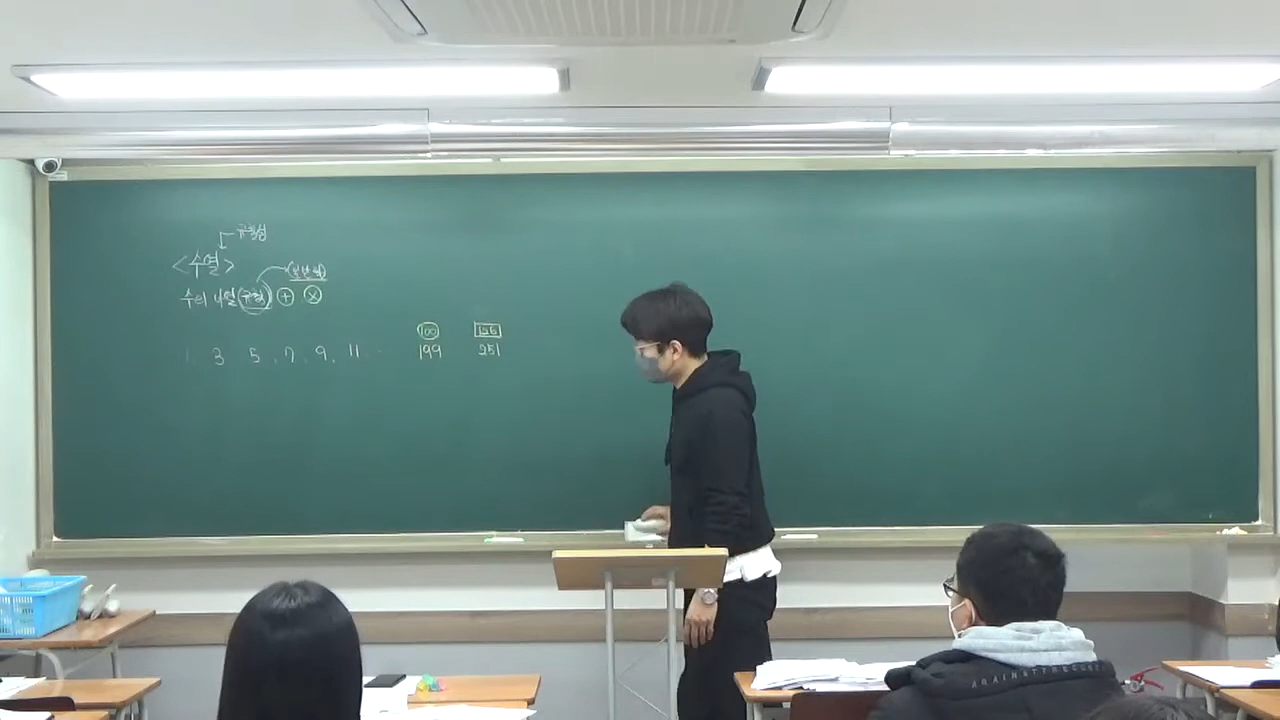 규칙성
<수열>
수의 나열(규칙) + ×
100 126
1 3 5, 7, 9, 11 ... 199 251
ARAINBTTRECORD